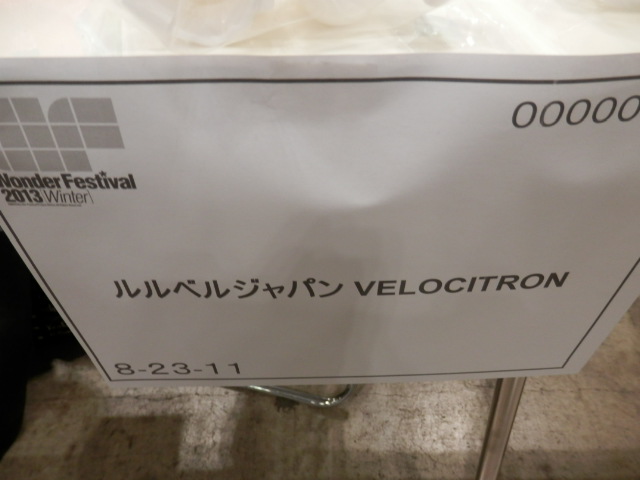 00000
Wonder Festival
2013 Winter
ルルベルジャパン VELOCITRON
8-23-11